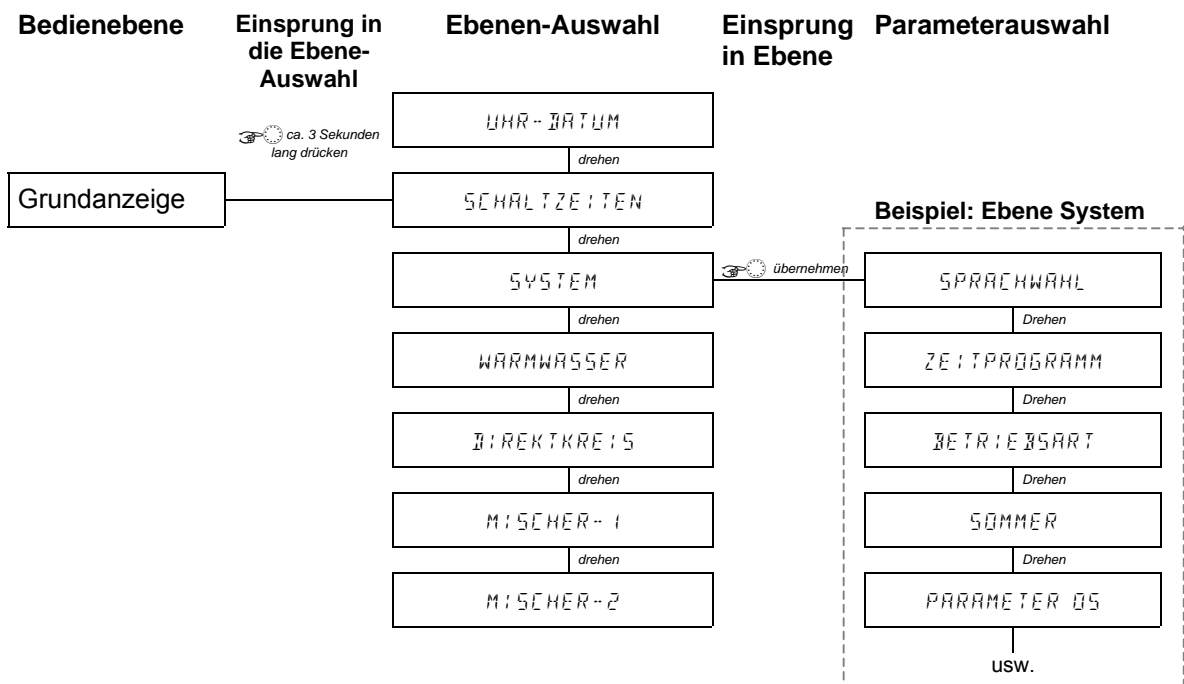 Bedienebene
Einsprung in
die Ebene-
Auswahl
Ebenen-Auswahl
Einsprung
in Ebene
Parameterauswahl
ca. 3 Sekunden
lang drücken
Grundanzeige
UHR-DATUM
drehen
SCHALTZEITEN
drehen
SYSTEM
drehen
WARMWASSER
drehen
DIREKTKREIS
drehen
MISCHER-1
drehen
MISCHER-2
übernehmen
Beispiel: Ebene System
SPRACHWAHL
Drehen
ZEITPROGRAMM
Drehen
BETRIEBSART
Drehen
SOMMER
Drehen
PARAMETER 05
usw.